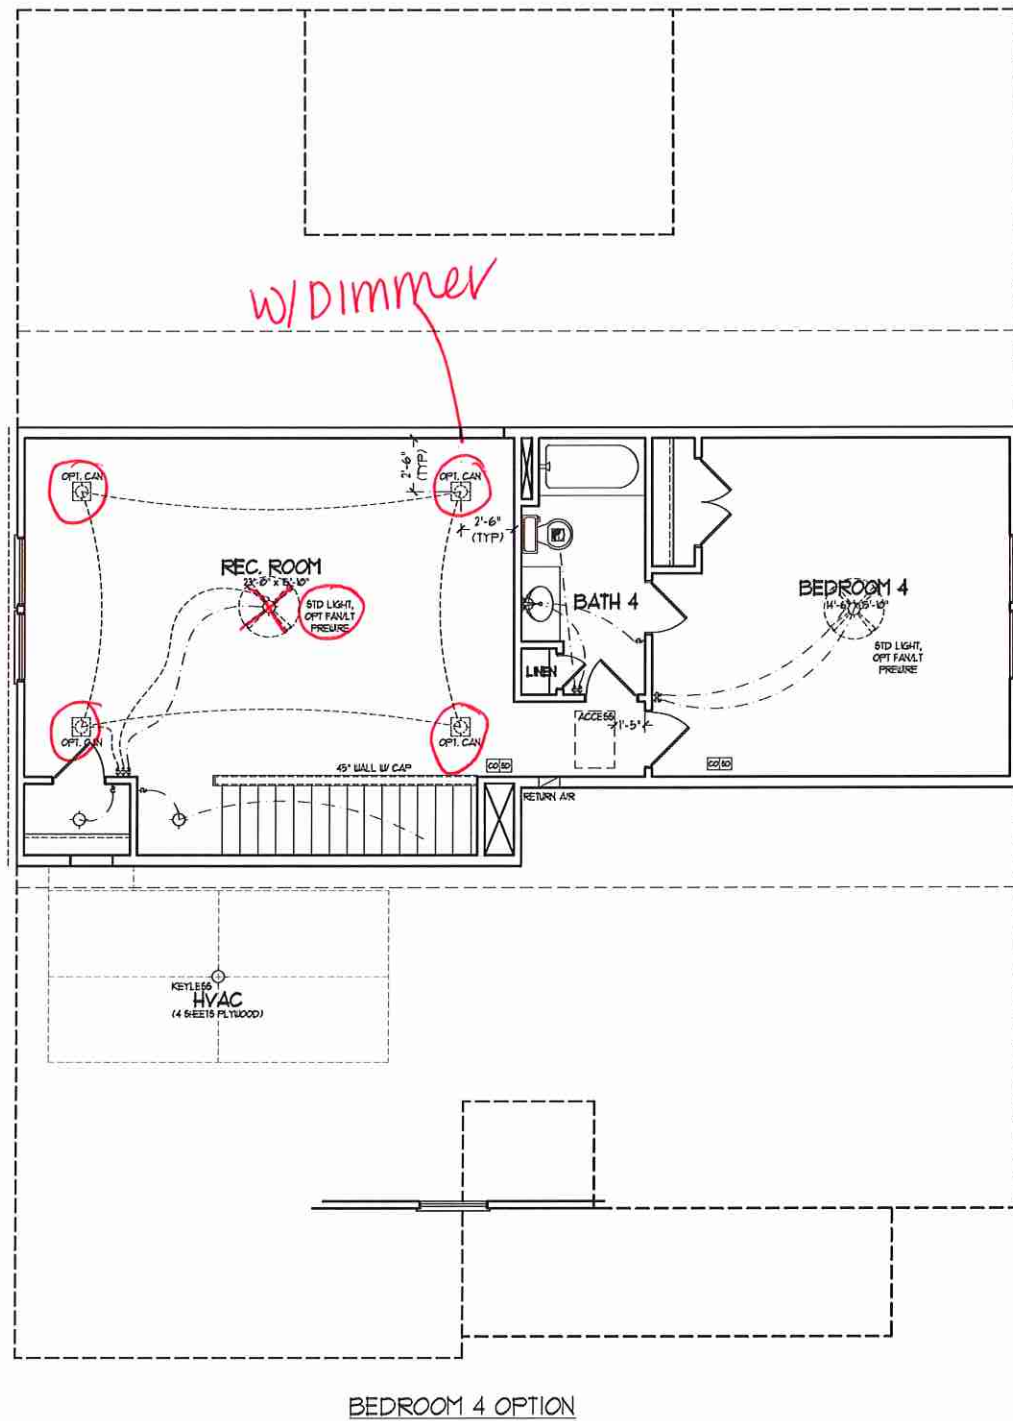 W/DIMMER
OPT. CAN
2'-6"
(TYP)
OPT. CAN
2'-6"
(TYP)
REC. ROOM
STD LIGHT,
OPT FAN/LT
PREWIRE
BATH 4
BEDROOM 4
STD LIGHT,
OPT FAN/LT
PREWIRE
LINEN
ACCESS
1'-5"
OPT. CAN
OPT. CAN
45" WALL W/ CAP
CO SD
CO SD
RETURN AIR
KEYLESS
HVAC
(4 SHEETS PLYWOOD)
BEDROOM 4 OPTION